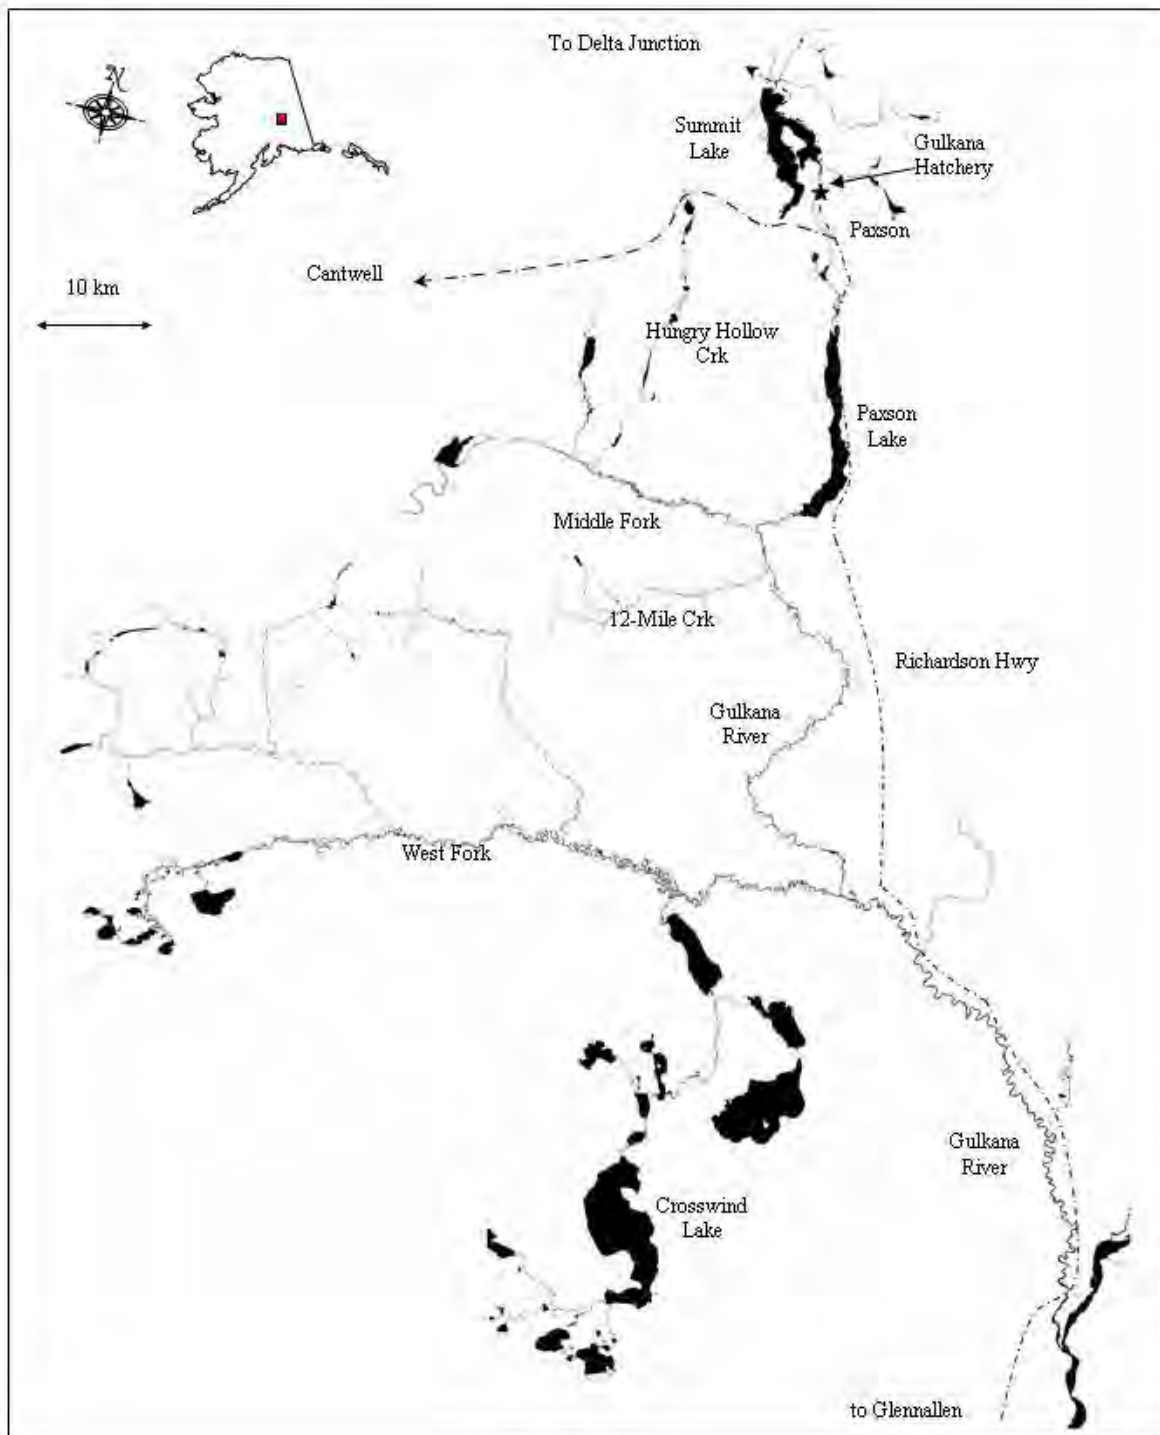 To Delta Junction
N
Summit
Lake
Gulkana
Hatchery
Paxson
Cantwell
10 km
Hungry Hollow
Crk
Paxson
Lake
Middle Fork
12-Mile Crk
Richardson Hwy
Gulkana
River
West Fork
Gulkana
River
Crosswind
Lake
to Glennallen